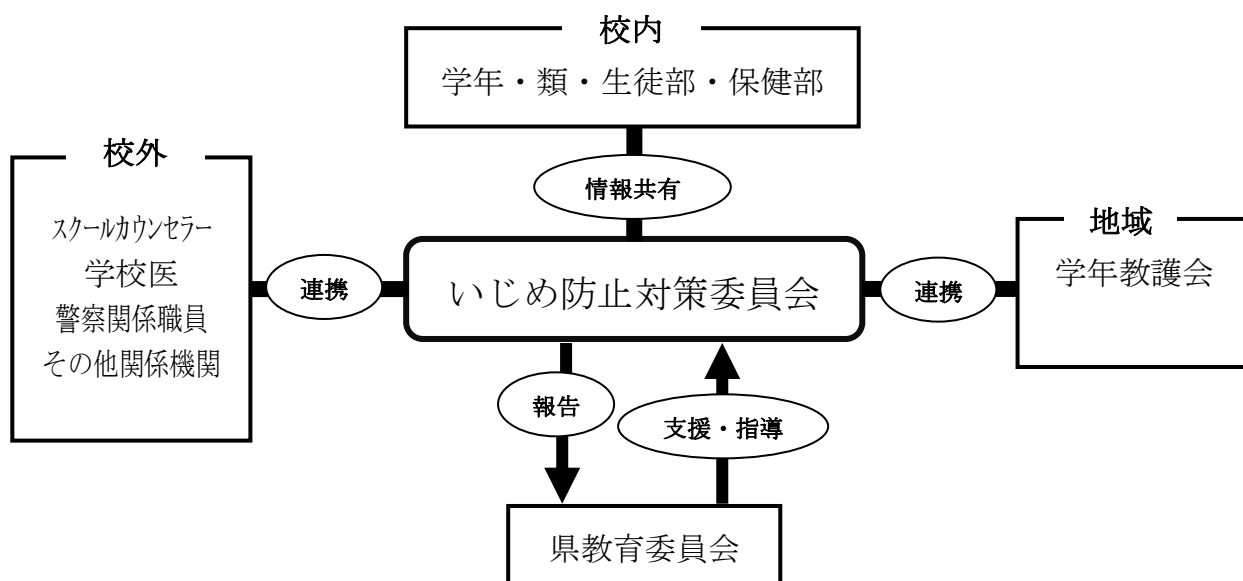 校内
学年・類・生徒部・保健部
校外
スクールカウンセラー
学校医
警察関係職員
その他関係機関
情報共有
連携
いじめ防止対策委員会
連携
地域
学年教護会
報告
支援・指導
県教育委員会